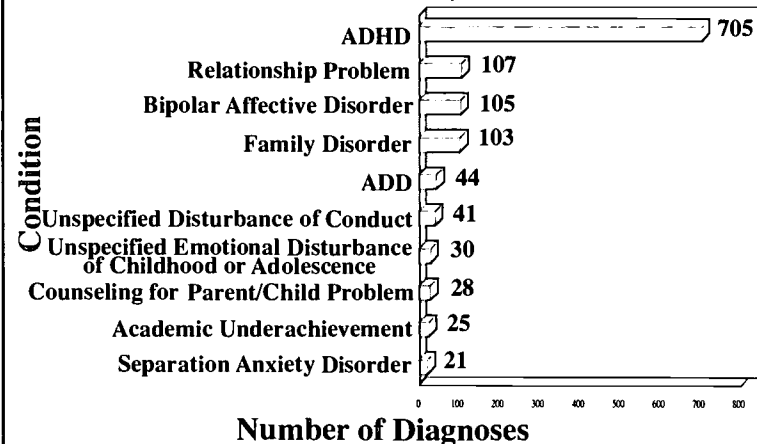 ADHD 705
Relationship Problem 107
Bipolar Affective Disorder 105
Family Disorder 103
ADD 44
Unspecified Disturbance of Conduct 41
Unspecified Emotional Disturbance
of Childhood or Adolescence 30
Counseling for Parent/Child Problem 28
Academic Underachievement 25
Separation Anxiety Disorder 21
Condition
0 100 200 300 400 500 600 700 800
Number of Diagnoses